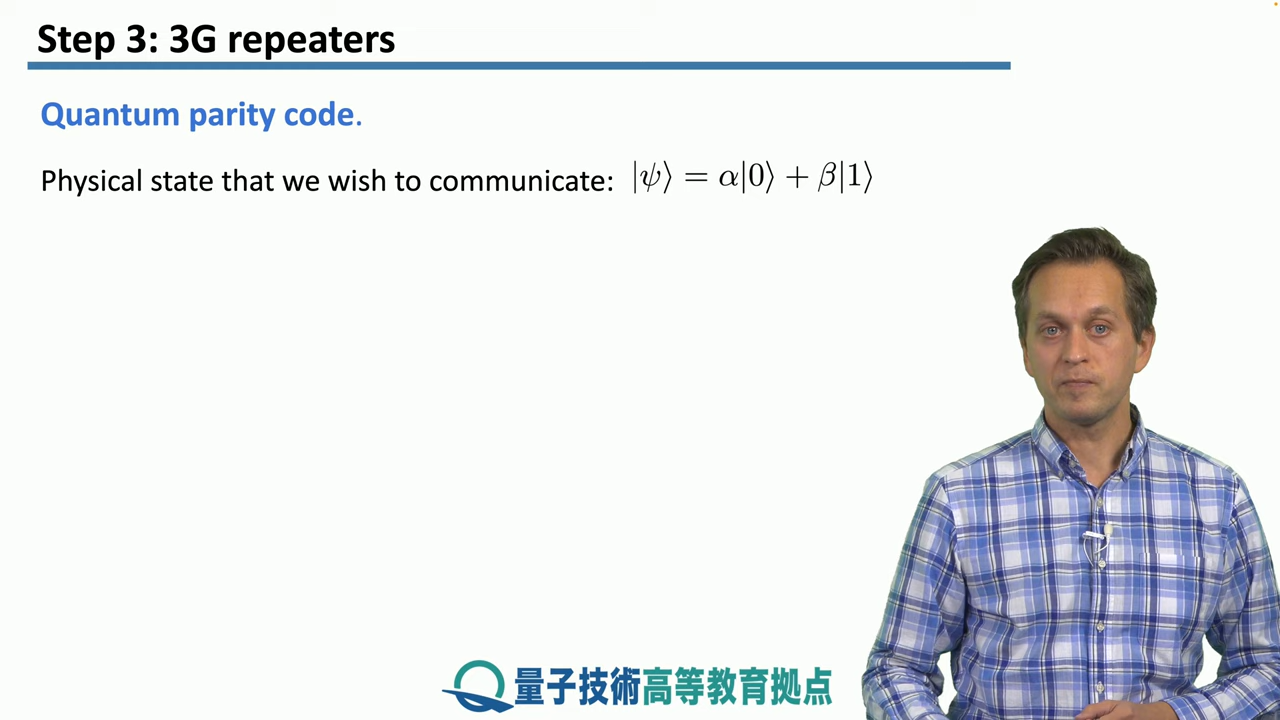 Step 3: 3G repeaters
Quantum parity code.
Physical state that we wish to communicate: |ψ⟩ = α|0⟩ + β|1⟩
量子技術高等教育拠点